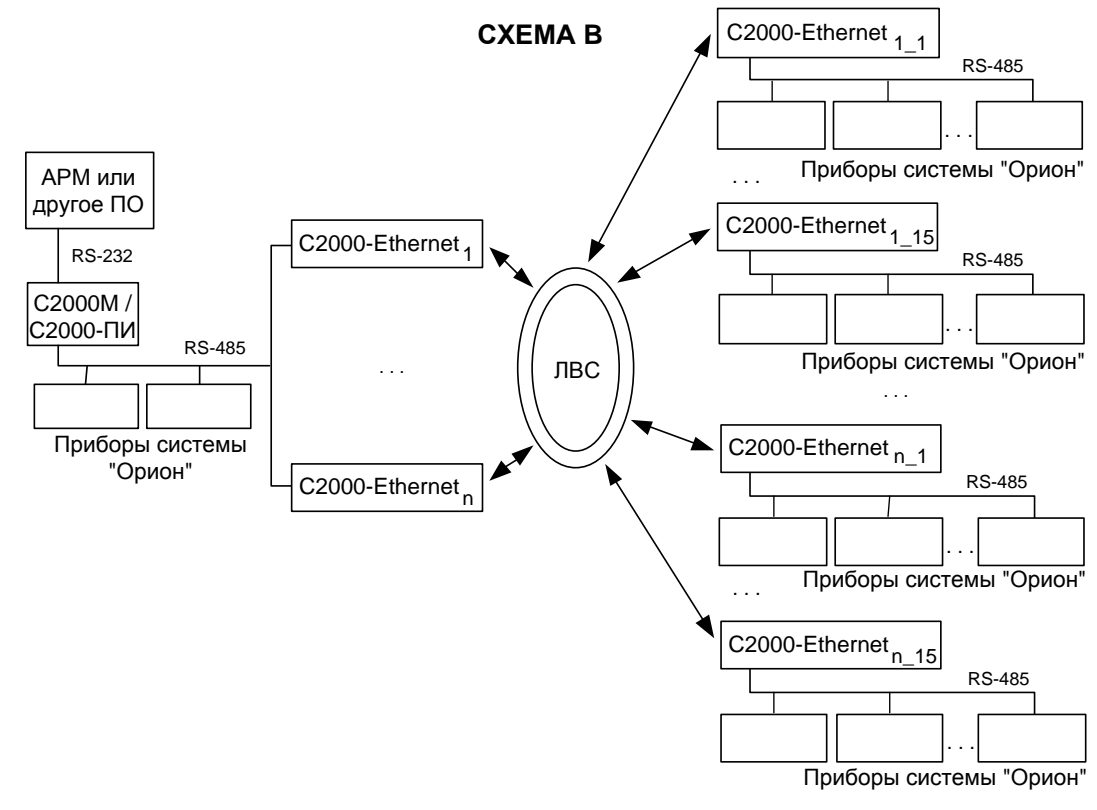 СХЕМА В
АРМ или
другое ПО
RS-232
С2000М /
С2000-ПИ
RS-485
Приборы системы
"Орион"
С2000-Ethernet 1
. . .
С2000-Ethernet n
ЛВС
С2000-Ethernet 1_1
RS-485
. . .
Приборы системы "Орион"
. . .
С2000-Ethernet 1_15
RS-485
. . .
Приборы системы "Орион"
. . .
С2000-Ethernet n_1
RS-485
. . .
Приборы системы "Орион"
. . .
С2000-Ethernet n_15
RS-485
. . .
Приборы системы "Орион"